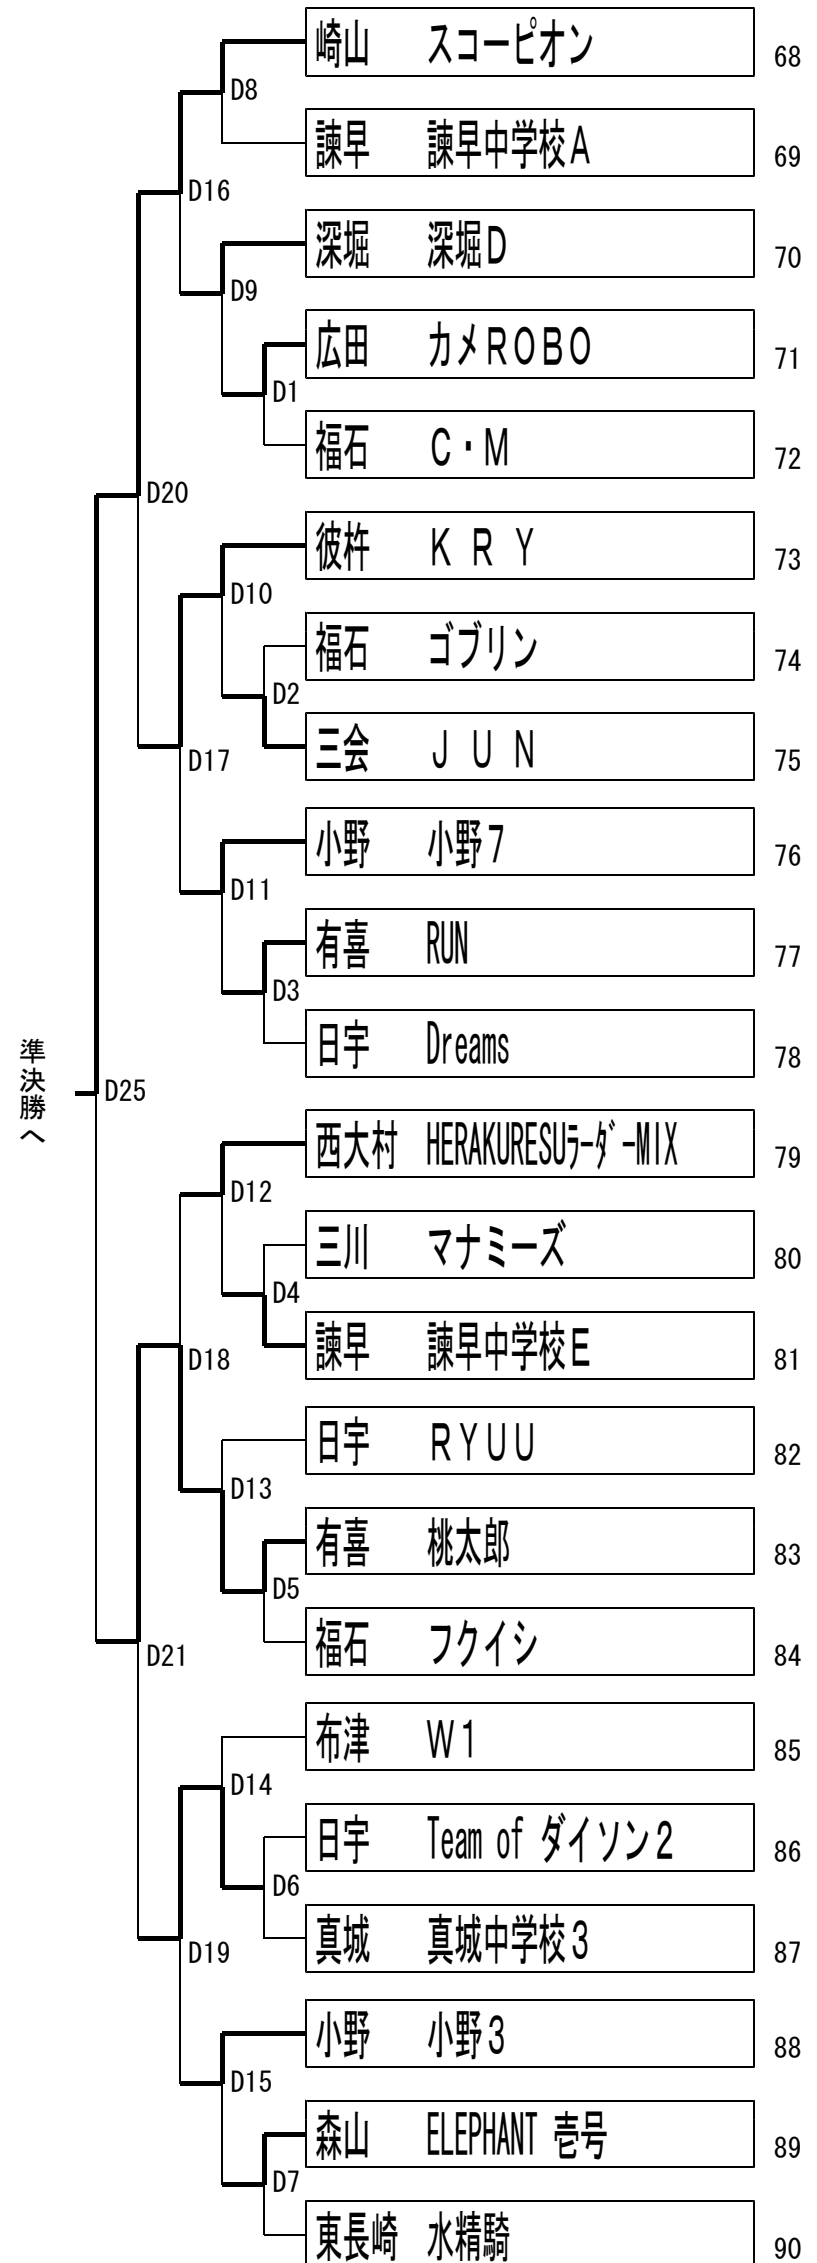 崎山 スコーピオン 68
D8
諫早 諫早中学校A 69
D16
深堀 深堀D 70
D9
広田 カメROBO 71
D1
福石 C・M 72
D20
彼杵 K R Y 73
D10
福石 ゴブリン 74
D2
三会 J U N 75
D17
小野 小野7 76
D11
有喜 RUN 77
D3
日宇 Dreams 78
準決勝へ
D25
西大村 HERAKURESUラーダーMIX 79
D12
三川 マナミーズ 80
D4
諫早 諫早中学校E 81
D18
日宇 RYUU 82
D13
有喜 桃太郎 83
D5
福石 フクイシ 84
D21
布津 W1 85
D14
日宇 Team of ダイソン2 86
D6
真城 真城中学校3 87
D19
小野 小野3 88
D15
森山 ELEPHANT 壱号 89
D7
東長崎 水精騎 90